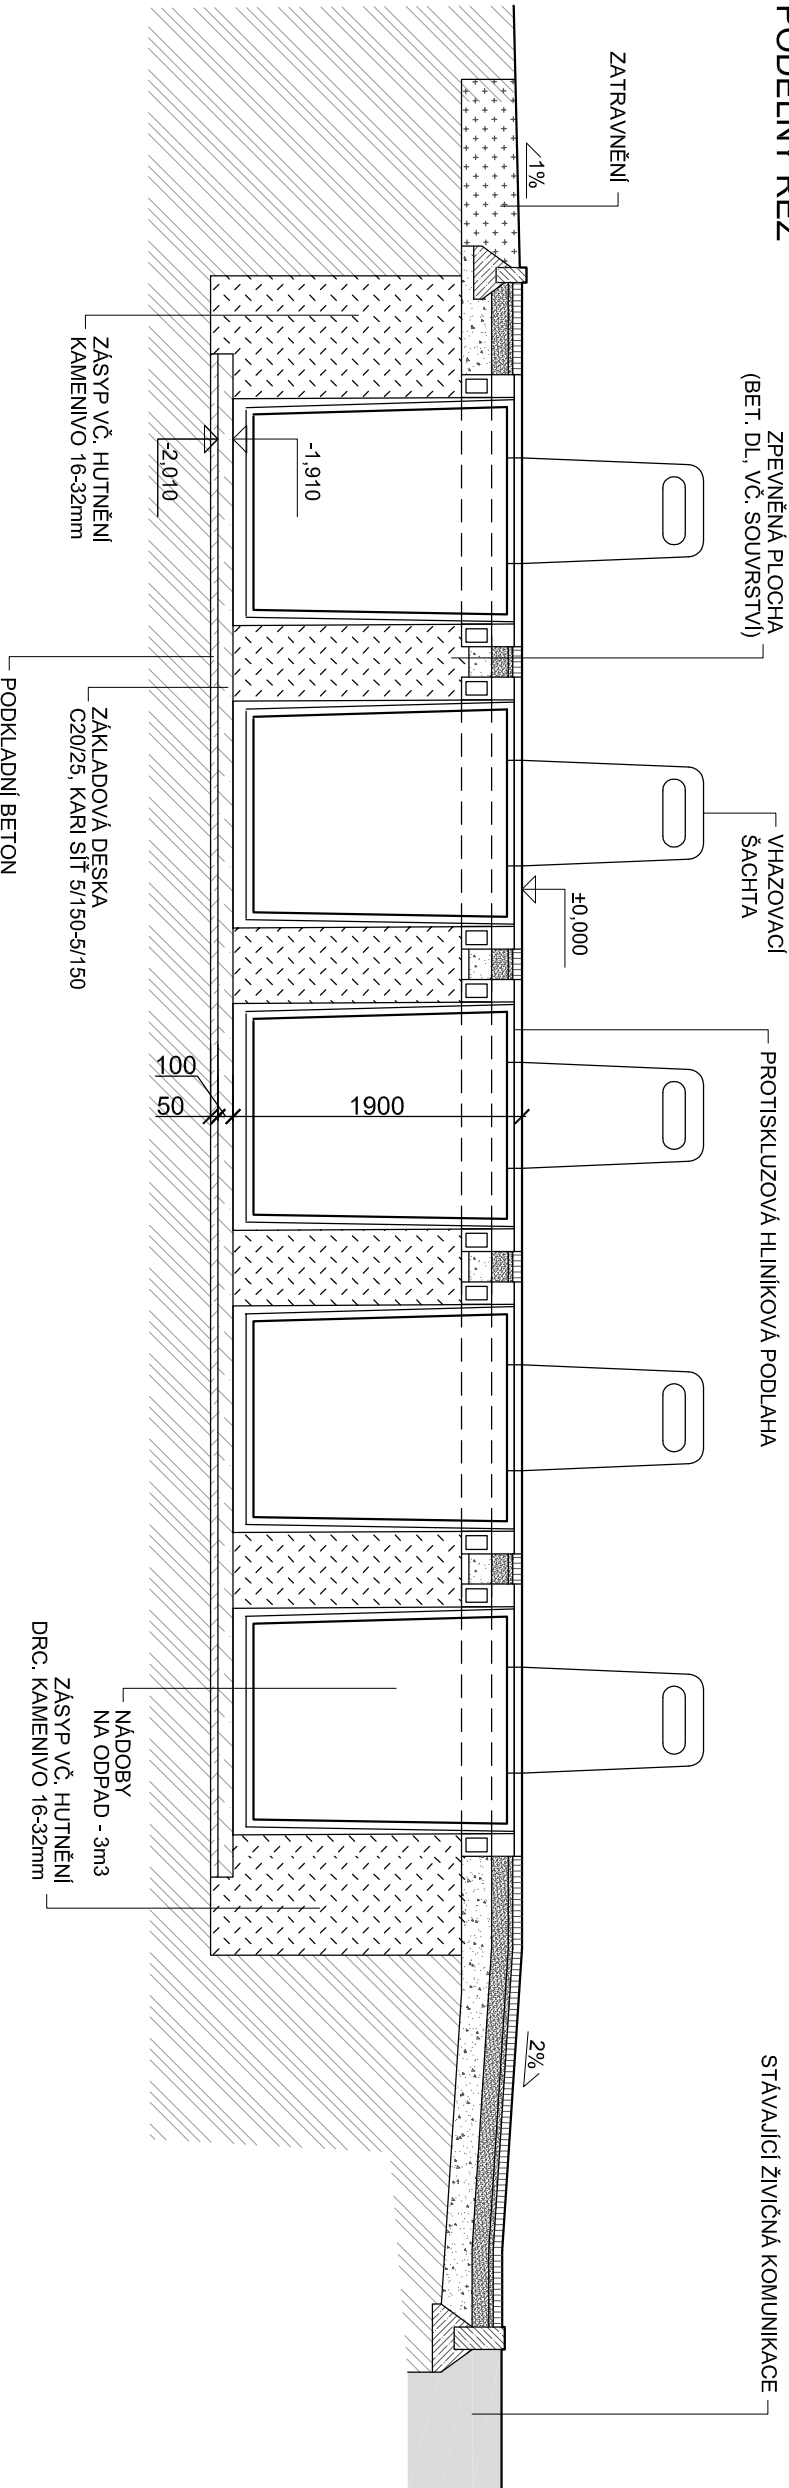 PODÉLNÝ ŘEZ
ZATRAVNĚNÍ
1%
ZPEVNĚNÁ PLOCHA
(BET. DL, VČ. SOUVRSTVÍ)
VHAZOVACÍ
ŠACHTA
±0,000
PROTISKLUZOVÁ HLINÍKOVÁ PODLAHA
STÁVAJÍCÍ ŽIVIČNÁ KOMUNIKACE
2%
-1,910
-2,010
1900
100
50
ZÁSYP VČ. HUTNĚNÍ
KAMENIVO 16-32mm
ZÁKLADOVÁ DESKA
C20/25, KARI SÍŤ 5/150-5/150
PODKLADNÍ BETON
NÁDOBY
NA ODPAD - 3m3
ZÁSYP VČ. HUTNĚNÍ
DRC. KAMENIVO 16-32mm